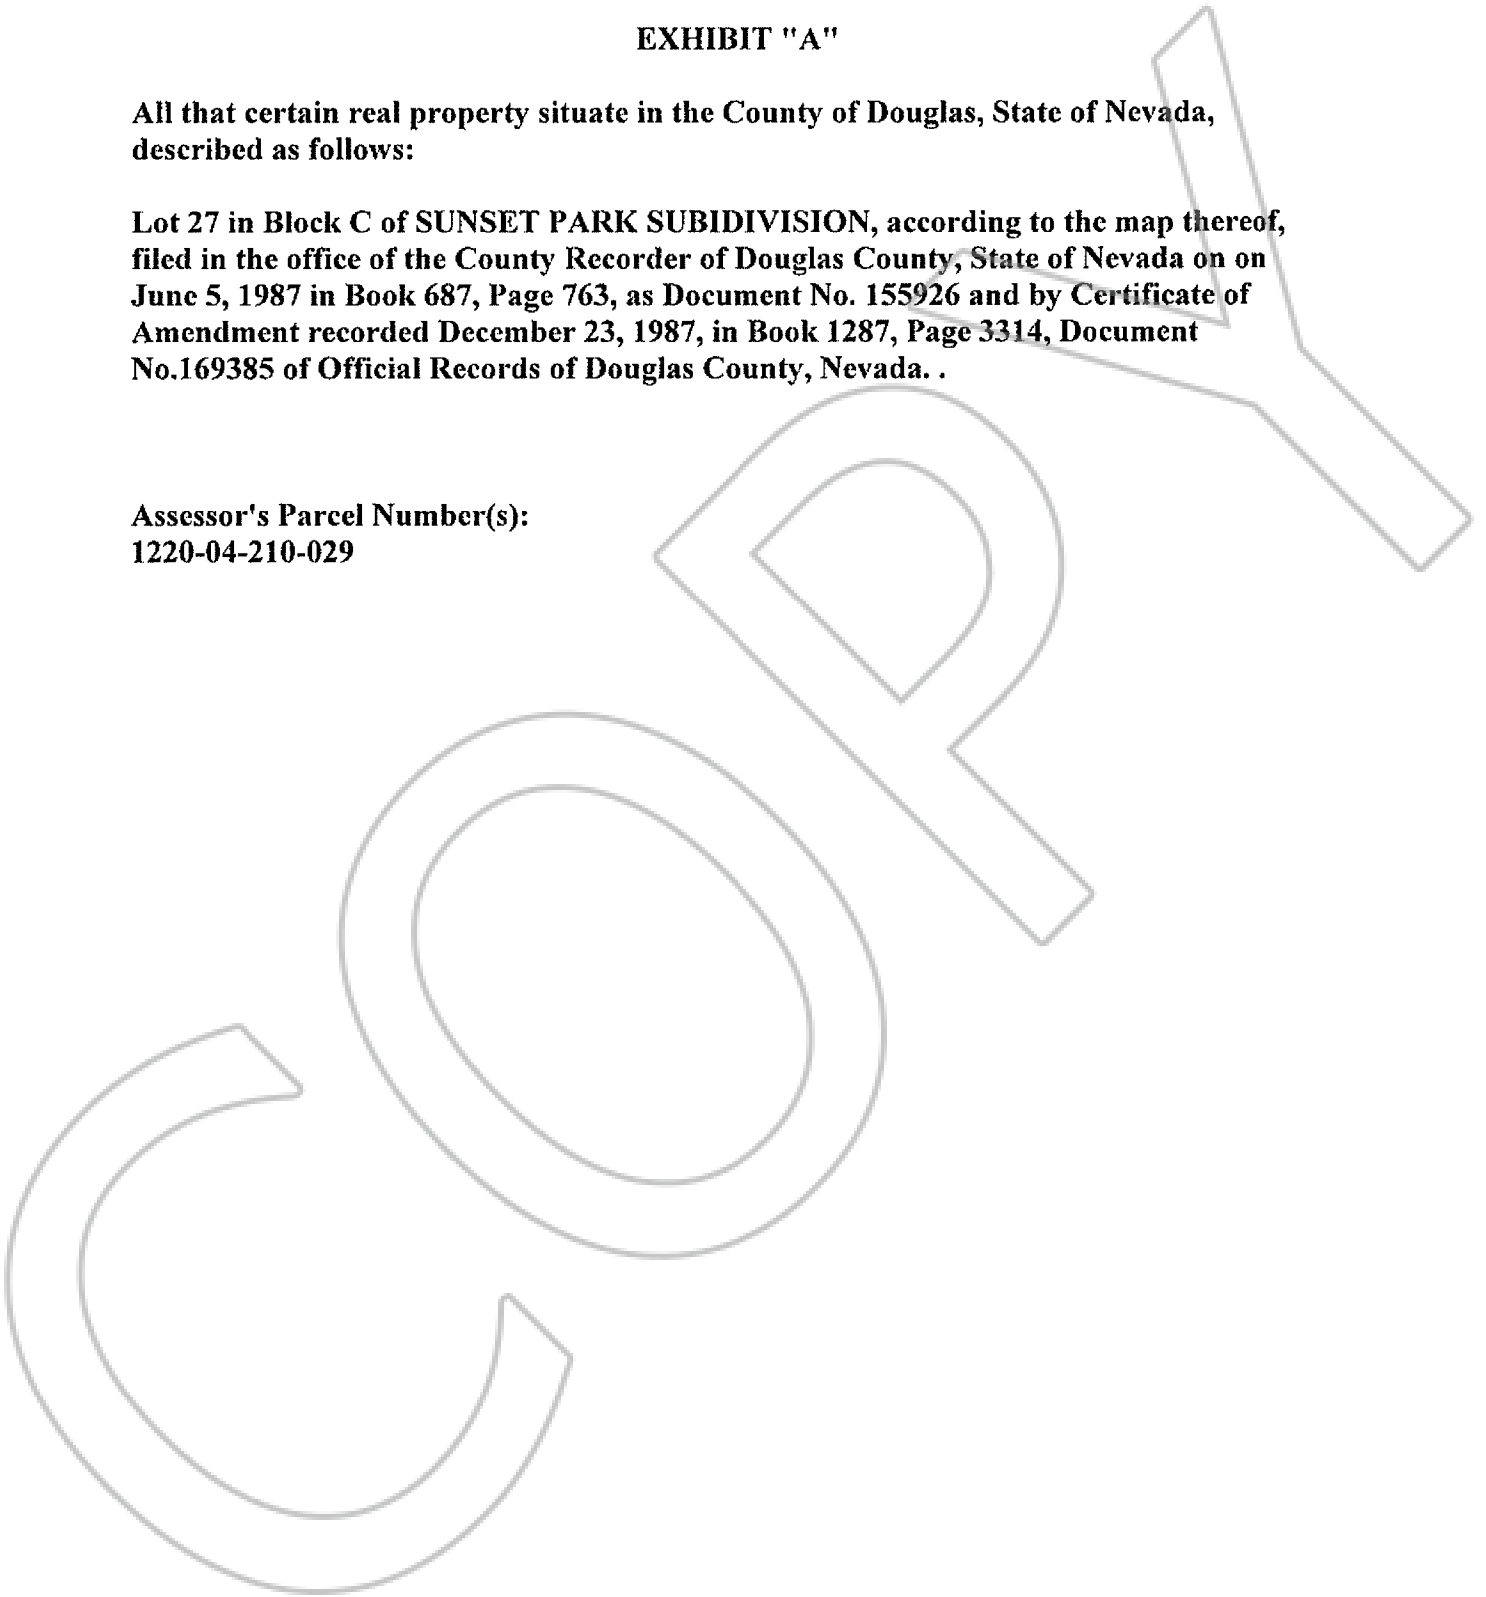 EXHIBIT "A"
All that certain real property situate in the County of Douglas, State of Nevada,
described as follows:
Lot 27 in Block C of SUNSET PARK SUBIDIVISION, according to the map thereof,
filed in the office of the County Recorder of Douglas County, State of Nevada on on
June 5, 1987 in Book 687, Page 763, as Document No. 155926 and by Certificate of
Amendment recorded December 23, 1987, in Book 1287, Page 3314, Document
No.169385 of Official Records of Douglas County, Nevada. .
Assessor's Parcel Number(s):
1220-04-210-029
COPY